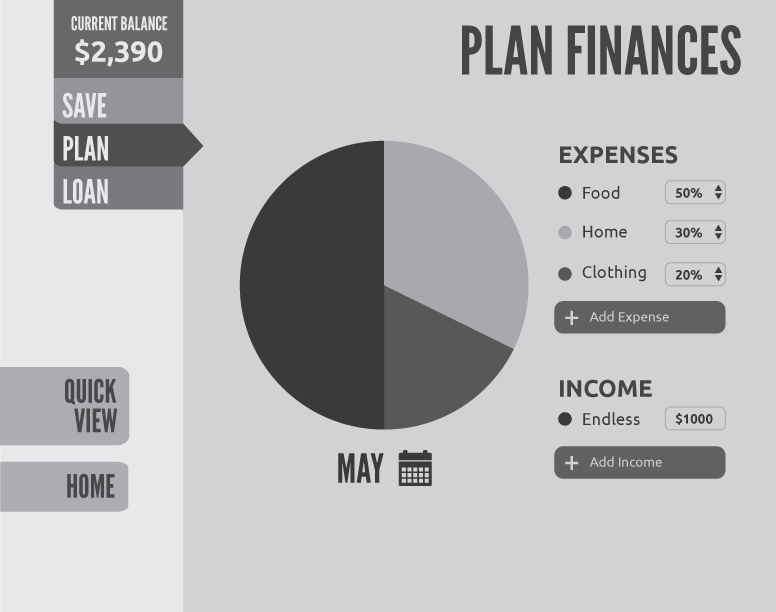 CURRENT BALANCE
$2,390
SAVE
PLAN
LOAN
QUICK
VIEW
HOME
PLAN FINANCES
MAY
EXPENSES
Food 50%
Home 30%
Clothing 20%
+ Add Expense
INCOME
Endless $1000
+ Add Income